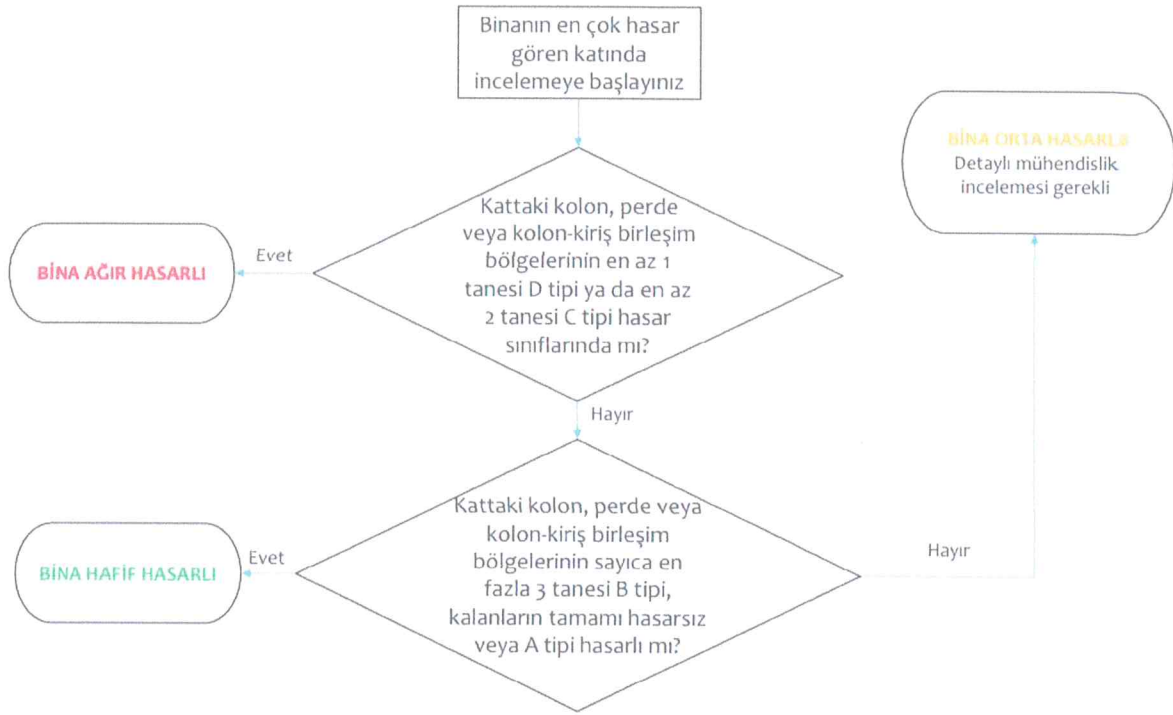 Binanın en çok hasar
gören katında
incelemeye başlayınız
BİNA ORTA HASARLI
Detaylı mühendislik
incelemesi gerekli
Kattaki kolon, perde
veya kolon-kiriş birleşim
bölgelerinin en az 1
tanesi D tipi ya da en az
2 tanesi C tipi hasar
sınıflarında mı?
Evet
BİNA AĞIR HASARLI
Hayır
Kattaki kolon, perde veya
kolon-kiriş birleşim
bölgelerinin sayıca en
fazla 3 tanesi B tipi,
kalanların tamamı hasarsız
veya A tipi hasarlı mı?
Evet
BİNA HAFİF HASARLI
Hayır